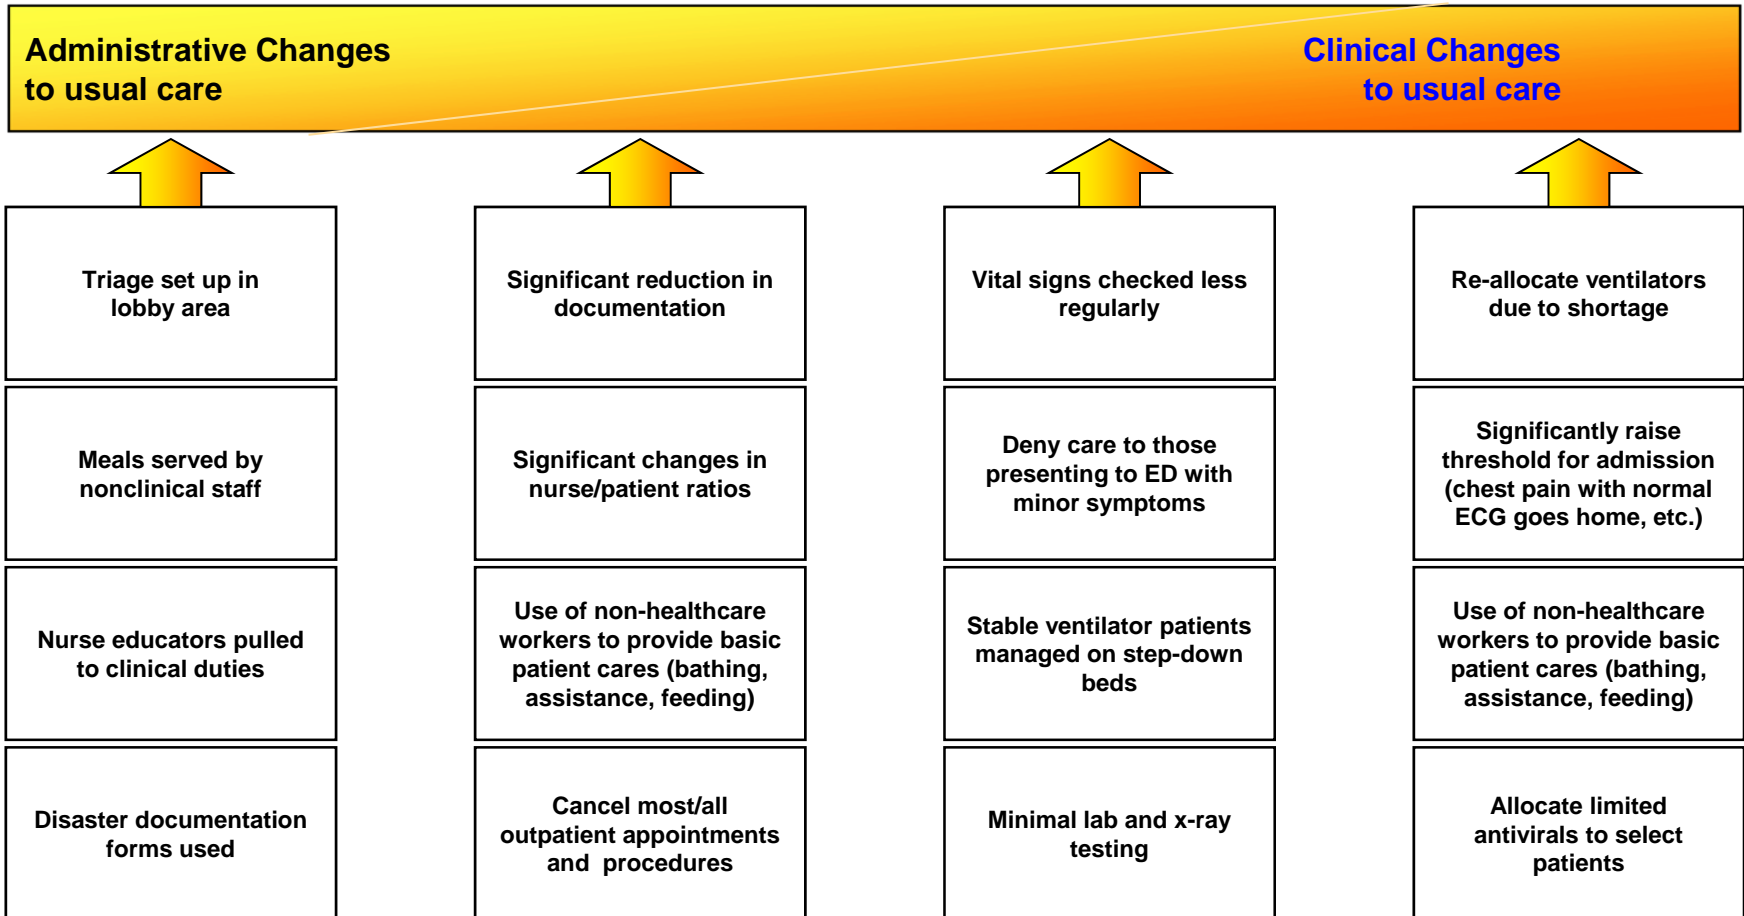 Administrative Changes
to usual care
Clinical Changes
to usual care
Triage set up in
lobby area
Meals served by
nonclinical staff
Nurse educators pulled
to clinical duties
Disaster documentation
forms used
Significant reduction in
documentation
Significant changes in
nurse/patient ratios
Use of non-healthcare
workers to provide basic
patient cares (bathing,
assistance, feeding)
Cancel most/all
outpatient appointments
and procedures
Vital signs checked less
regularly
Deny care to those
presenting to ED with
minor symptoms
Stable ventilator patients
managed on step-down
beds
Minimal lab and x-ray
testing
Re-allocate ventilators
due to shortage
Significantly raise
threshold for admission
(chest pain with normal
ECG goes home, etc.)
Use of non-healthcare
workers to provide basic
patient cares (bathing,
assistance, feeding)
Allocate limited
antivirals to select
patients